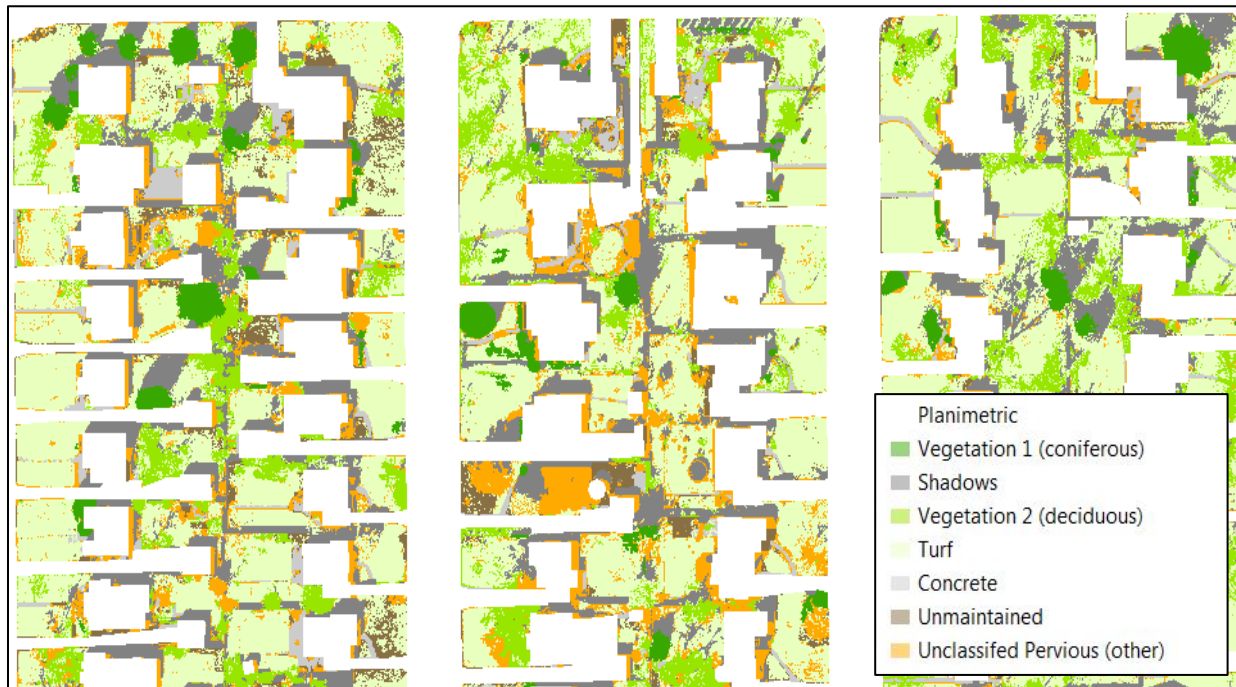 Planimetric
Vegetation 1 (coniferous)
Shadows
Vegetation 2 (deciduous)
Turf
Concrete
Unmaintained
Unclassifed Pervious (other)